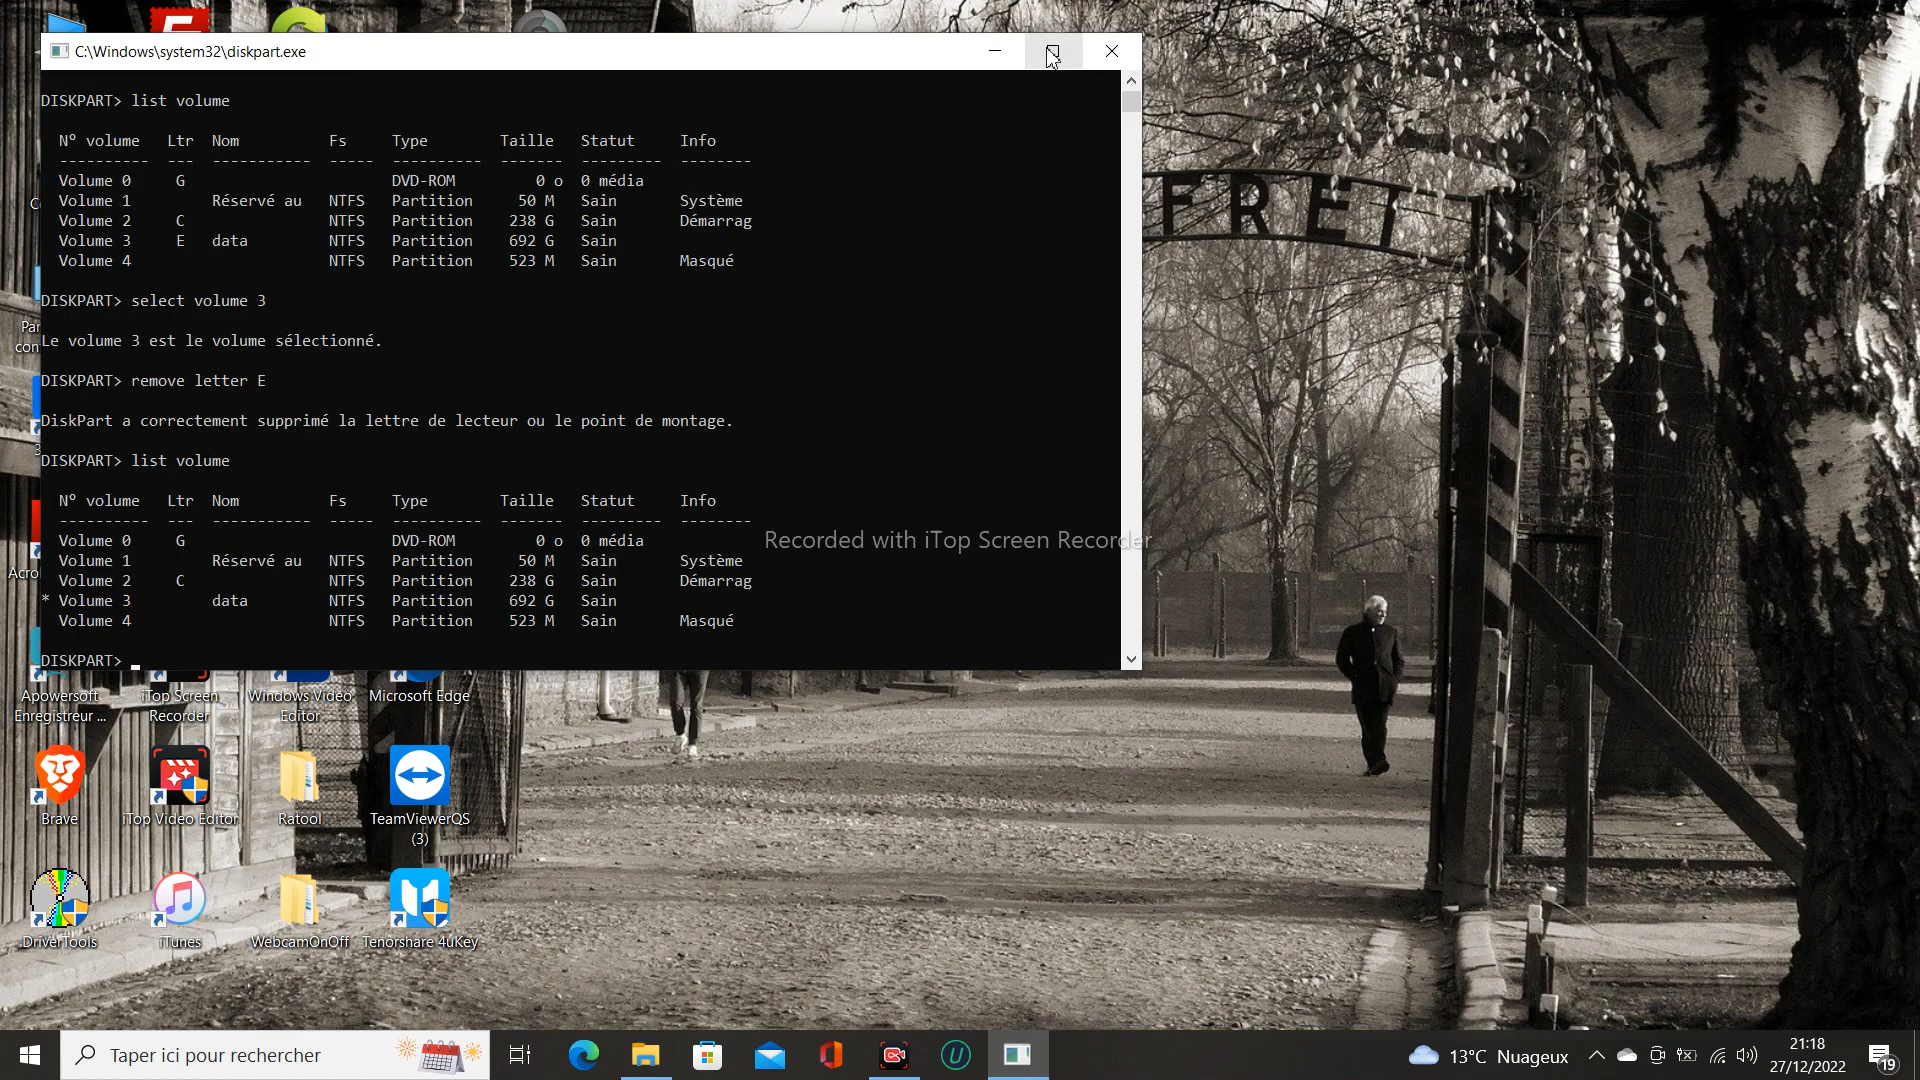 C:\Windows\system32\diskpart.exe
DISKPART> list volume
N° volume Ltr Nom Fs Type Taille Statut Info
---------- --- ----------- ----- ---------- ------- --------- --------
Volume 0 G DVD-ROM 0 o 0 média
Volume 1 Réservé au NTFS Partition 50 M Sain Système
Volume 2 C NTFS Partition 238 G Sain Démarrag
Volume 3 E data NTFS Partition 692 G Sain
Volume 4 NTFS Partition 523 M Sain Masqué
DISKPART> select volume 3
Le volume 3 est le volume sélectionné.
DISKPART> remove letter E
DiskPart a correctement supprimé la lettre de lecteur ou le point de montage.
DISKPART> list volume
N° volume Ltr Nom Fs Type Taille Statut Info
---------- --- ----------- ----- ---------- ------- --------- --------
Volume 0 G DVD-ROM 0 o 0 média
Volume 1 Réservé au NTFS Partition 50 M Sain Système
Volume 2 C NTFS Partition 238 G Sain Démarrag
* Volume 3 data NTFS Partition 692 G Sain
Volume 4 NTFS Partition 523 M Sain Masqué
DISKPART>
Recorded with iTop Screen Recorder
FREI
Apowersoft Enregistreur ...
iTop Screen Recorder
Windows Video Editor
Microsoft Edge
Brave
iTop Video Editor
Ratool
TeamViewerQS (3)
DriverTools
iTunes
WebcamOnOff
Tenorshare 4uKey
Taper ici pour rechercher
13°C Nuageux
21:18
27/12/2022
19